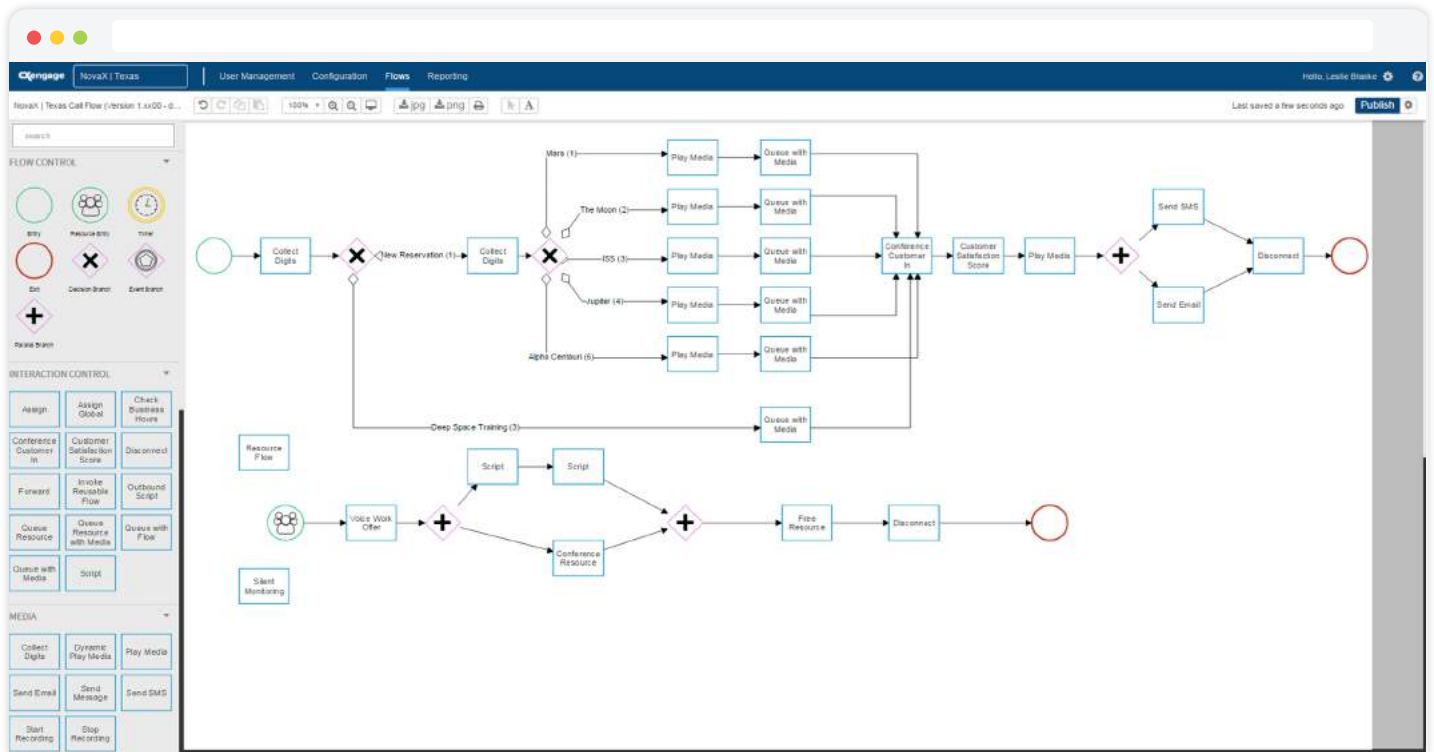 CXengage
NovaX | Texas
User Management
Configuration
Flows
Reporting
Hello, Leslie Blaske
NovaX | Texas Call Flow (Version 1.xx00 - d...
100%
jpg
png
A
Last saved a few seconds ago
Publish
search
FLOW CONTROL
Entry
Resource Entry
Timer
Exit
Decision Branch
Event Branch
Parallel Branch
INTERACTION CONTROL
Assign
Assign
Global
Check
Business
Hours
Conference
Customer
In
Customer
Satisfaction
Score
Disconnect
Forward
Invoke
Reusable
Flow
Outbound
Script
Queue
Resource
Queue
Resource
with Media
Queue with
Flow
Queue with
Media
Script
MEDIA
Collect
Digits
Dynamic
Play Media
Play Media
Send Email
Send
Message
Send SMS
Start
Recording
Stop
Recording
Collect
Digits
New Reservation (1)
Collect
Digits
Mars (1)
Play Media
Queue with
Media
The Moon (2)
Play Media
Queue with
Media
ISS (3)
Play Media
Queue with
Media
Jupiter (4)
Play Media
Queue with
Media
Alpha Centauri (6)
Play Media
Queue with
Media
Deep Space Training (3)
Queue with
Media
Conference
Customer
In
Customer
Satisfaction
Score
Play Media
Send SMS
Send Email
Disconnect
Resource
Flow
Voice Work
Offer
Script
Script
Conference
Resource
Free
Resource
Disconnect
Silent
Monitoring